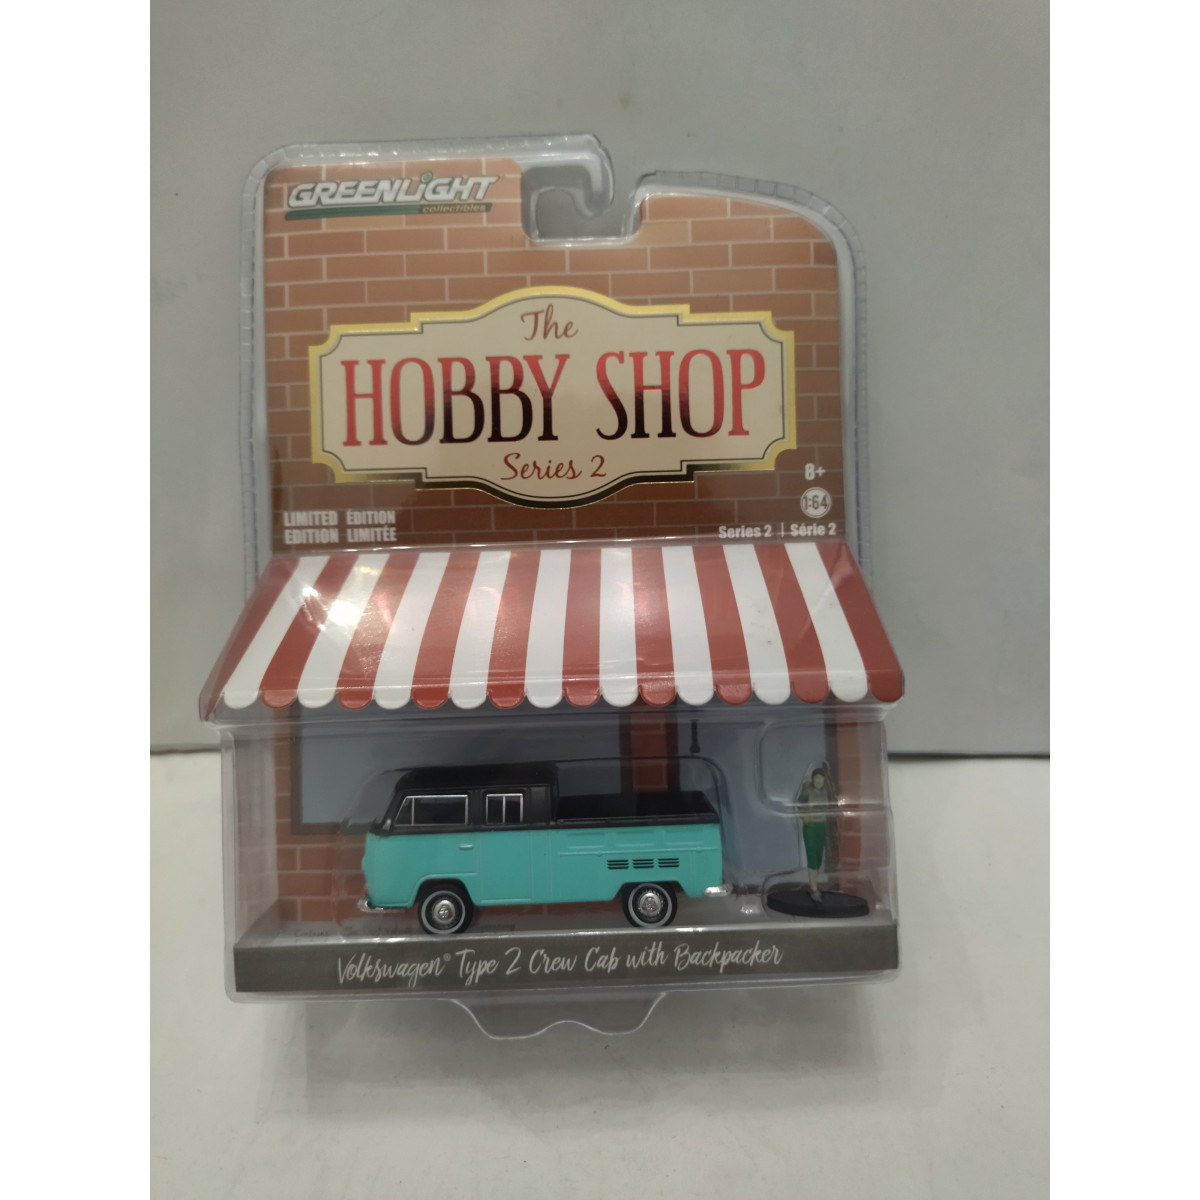 GREENLiGHT
collectibles
The
HOBBY SHOP
Series 2
8+
1:64
LIMITED ÉDITION
EDITION LIMITÉE
Series 2 | Série 2
Volkswagen® Type 2 Crew Cab with Backpacker